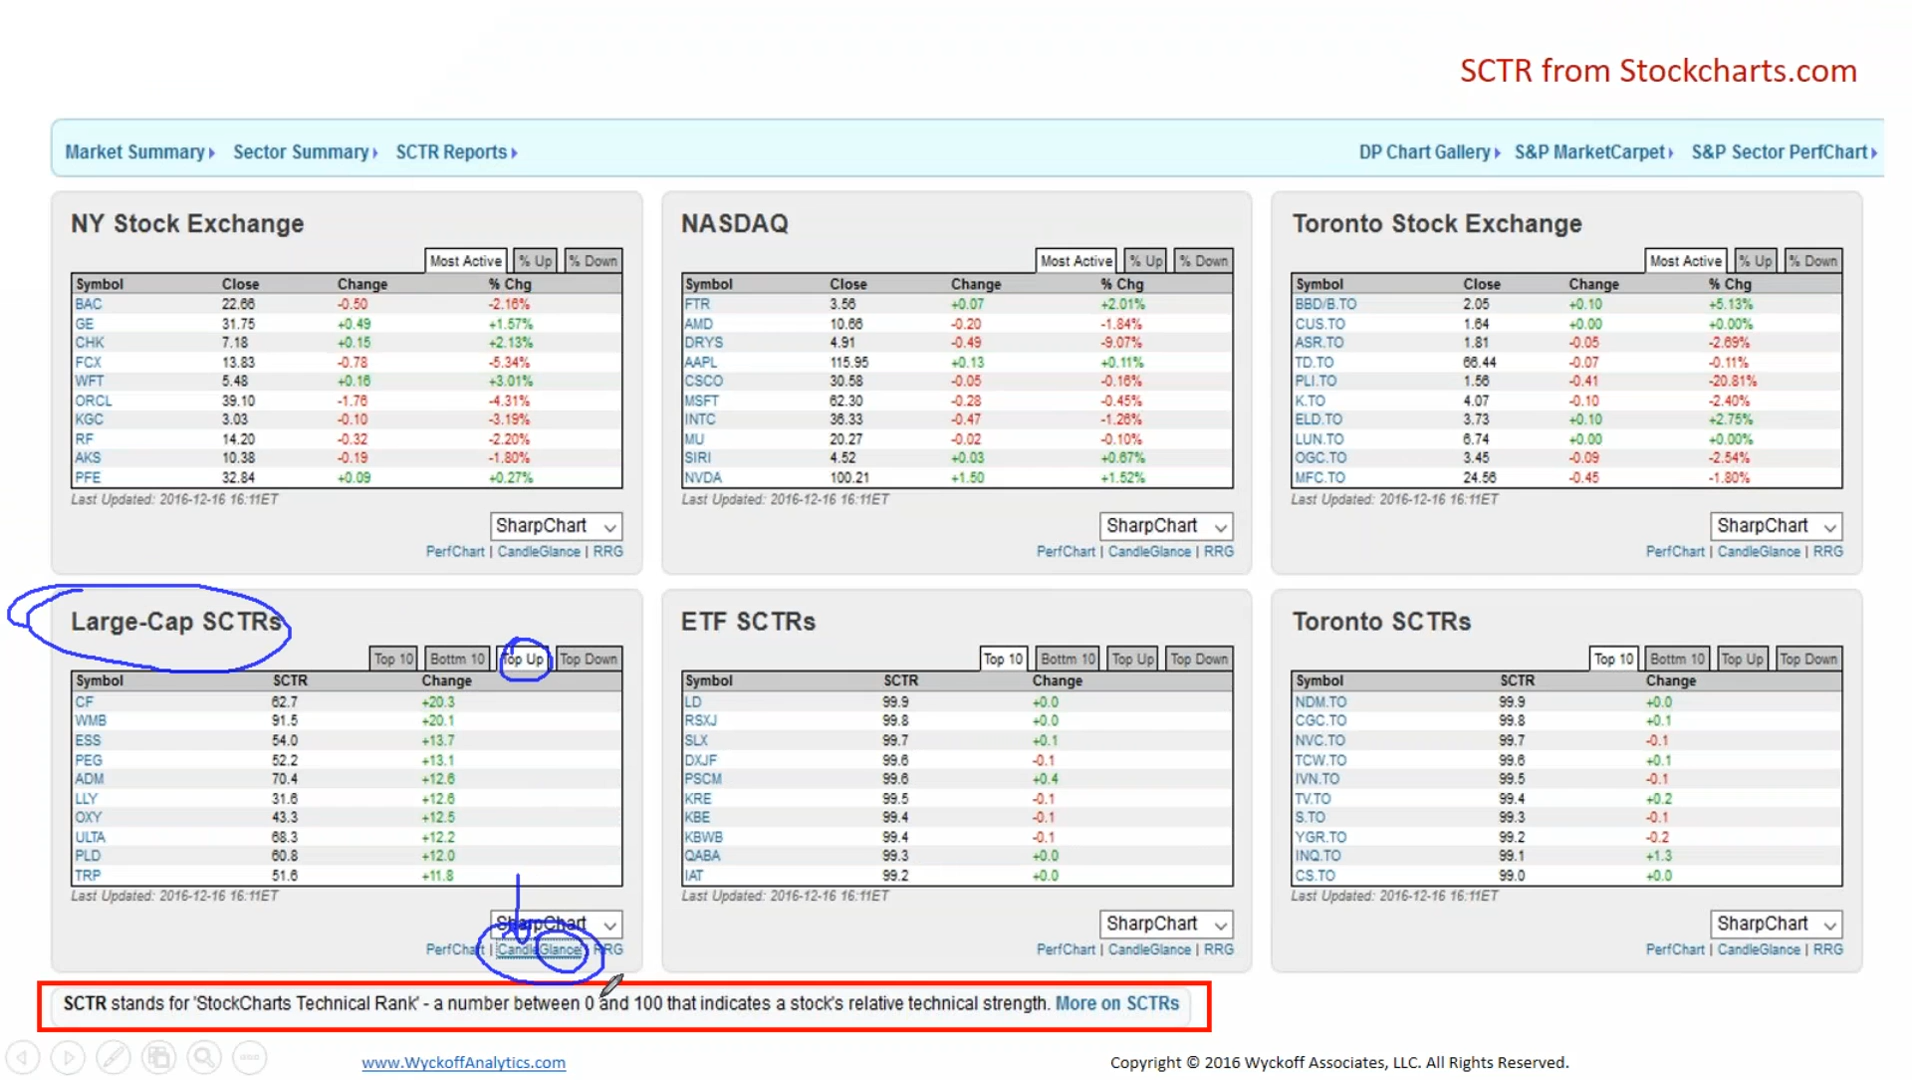 SCTR from Stockcharts.com
Market Summary Sector Summary SCTR Reports DP Chart Gallery S&P MarketCarpet S&P Sector PerfChart
NY Stock Exchange
Most Active % Up % Down
Symbol Close Change % Chg
BAC 22.66 -0.50 -2.16%
GE 31.75 +0.49 +1.57%
CHK 7.18 +0.15 +2.13%
FCX 13.83 -0.78 -5.34%
WFT 5.48 +0.16 +3.01%
ORCL 39.10 -1.76 -4.31%
KGC 3.03 -0.10 -3.19%
RF 14.20 -0.32 -2.20%
AKS 10.38 -0.19 -1.80%
PFE 32.84 +0.09 +0.27%
Last Updated: 2016-12-16 16:11ET
SharpChart
PerfChart | CandleGlance | RRG
NASDAQ
Most Active % Up % Down
Symbol Close Change % Chg
FTR 3.56 +0.07 +2.01%
AMD 10.66 -0.20 -1.84%
DRYS 4.91 -0.49 -9.07%
AAPL 115.95 +0.13 +0.11%
CSCO 30.58 -0.05 -0.16%
MSFT 62.30 -0.28 -0.45%
INTC 36.33 -0.47 -1.26%
MU 20.27 -0.02 -0.10%
SIRI 4.52 +0.03 +0.67%
NVDA 100.21 +1.50 +1.52%
Last Updated: 2016-12-16 16:11ET
SharpChart
PerfChart | CandleGlance | RRG
Toronto Stock Exchange
Most Active % Up % Down
Symbol Close Change % Chg
BBD/B.TO 2.05 +0.10 +5.13%
CUS.TO 1.64 +0.00 +0.00%
ASR.TO 1.81 -0.05 -2.69%
TD.TO 66.44 -0.07 -0.11%
PLI.TO 1.56 -0.41 -20.81%
K.TO 4.07 -0.10 -2.40%
ELD.TO 3.73 +0.10 +2.75%
LUN.TO 6.74 +0.00 +0.00%
OGC.TO 3.45 -0.09 -2.54%
MFC.TO 24.56 -0.45 -1.80%
Last Updated: 2016-12-16 16:11ET
SharpChart
PerfChart | CandleGlance | RRG
Large-Cap SCTRs
Top 10 Bottm 10 Top Up Top Down
Symbol SCTR Change
CF 62.7 +20.3
WMB 91.5 +20.1
ESS 54.0 +13.7
PEG 52.2 +13.1
ADM 70.4 +12.6
LLY 31.6 +12.6
OXY 43.3 +12.5
ULTA 68.3 +12.2
PLD 60.8 +12.0
TRP 51.6 +11.8
Last Updated: 2016-12-16 16:11ET
SharpChart
PerfChart | CandleGlance | RRG
ETF SCTRs
Top 10 Bottm 10 Top Up Top Down
Symbol SCTR Change
LD 99.9 +0.0
RSXJ 99.8 +0.0
SLX 99.7 +0.1
DXJF 99.6 -0.1
PSCM 99.6 +0.4
KRE 99.5 -0.1
KBE 99.4 -0.1
KBWB 99.4 -0.1
QABA 99.3 +0.0
IAT 99.2 +0.0
Last Updated: 2016-12-16 16:11ET
SharpChart
PerfChart | CandleGlance | RRG
Toronto SCTRs
Top 10 Bottm 10 Top Up Top Down
Symbol SCTR Change
NDM.TO 99.9 +0.0
CGC.TO 99.8 +0.1
NVC.TO 99.7 -0.1
TCW.TO 99.6 +0.1
IVN.TO 99.5 -0.1
TV.TO 99.4 +0.2
S.TO 99.3 -0.1
YGR.TO 99.2 -0.2
INQ.TO 99.1 +1.3
CS.TO 99.0 +0.0
Last Updated: 2016-12-16 16:11ET
SharpChart
PerfChart | CandleGlance | RRG
SCTR stands for 'StockCharts Technical Rank' - a number between 0 and 100 that indicates a stock's relative technical strength. More on SCTRs
www.WyckoffAnalytics.com
Copyright © 2016 Wyckoff Associates, LLC. All Rights Reserved.